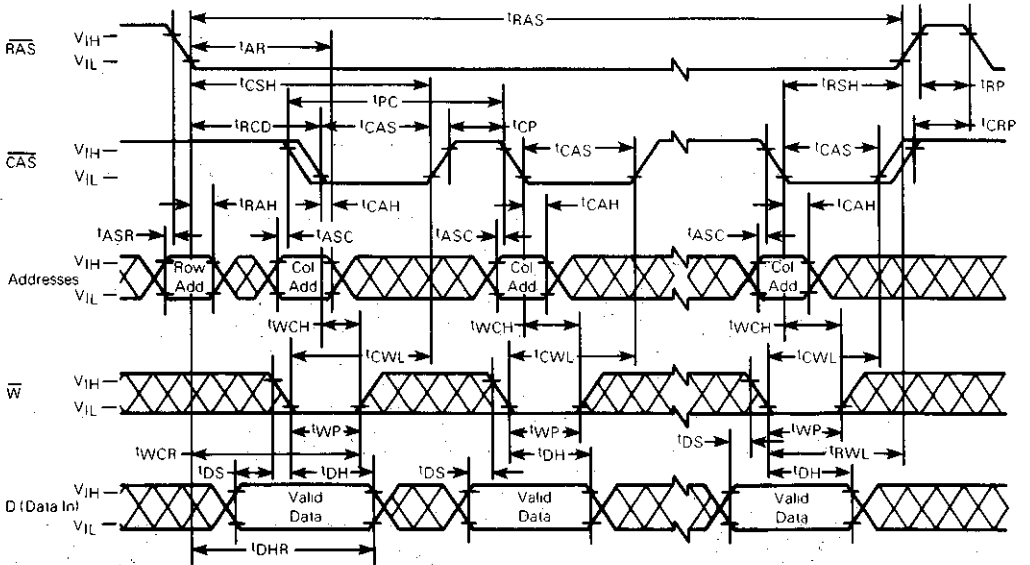 tRAS
RAS
VIH
VIL
tAR
tCSH
tRSH
tRP
tPC
tRCD
tCAS
tCP
tCAS
tCAS
tCRP
CAS
VIH
VIL
tRAH
tCAH
tCAH
tCAH
tASR
tASC
tASC
tASC
Addresses
VIH
VIL
Row Add
Col Add
Col Add
Col Add
tWCH
tWCH
tWCH
tCWL
tCWL
tCWL
W
VIH
VIL
tWP
tWP
tWP
tWCR
tRWL
tDS
tDH
tDS
tDH
tDS
tDH
D (Data In)
VIH
VIL
Valid Data
Valid Data
Valid Data
tDHR